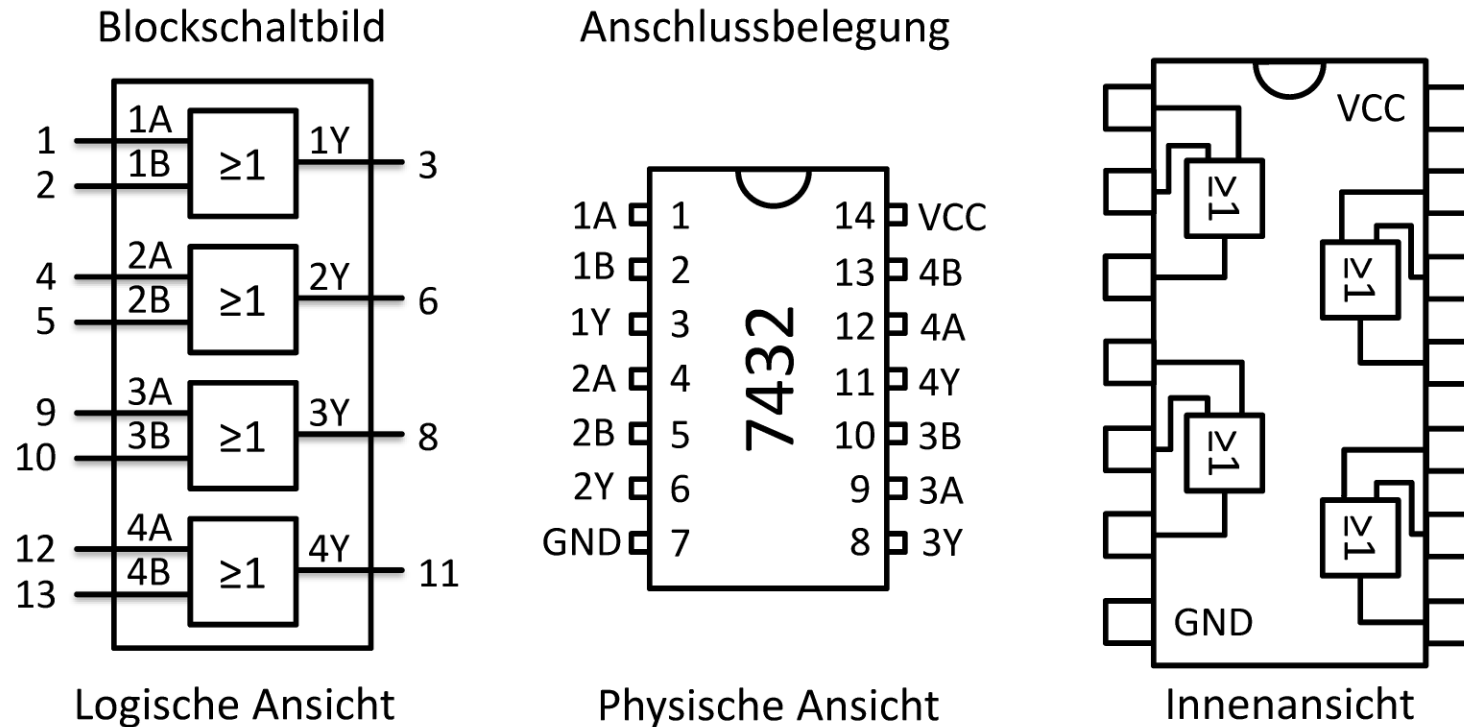 Blockschaltbild
1 1A ≥1 1Y 3
2 1B
4 2A ≥1 2Y 6
5 2B
9 3A ≥1 3Y 8
10 3B
12 4A ≥1 4Y 11
13 4B
Logische Ansicht
Anschlussbelegung
1A 1 14 VCC
1B 2 13 4B
1Y 3 12 4A
2A 4 11 4Y
2B 5 10 3B
2Y 6 9 3A
GND 7 8 3Y
7432
Physische Ansicht
VCC
≥1
≥1
≥1
≥1
GND
Innenansicht